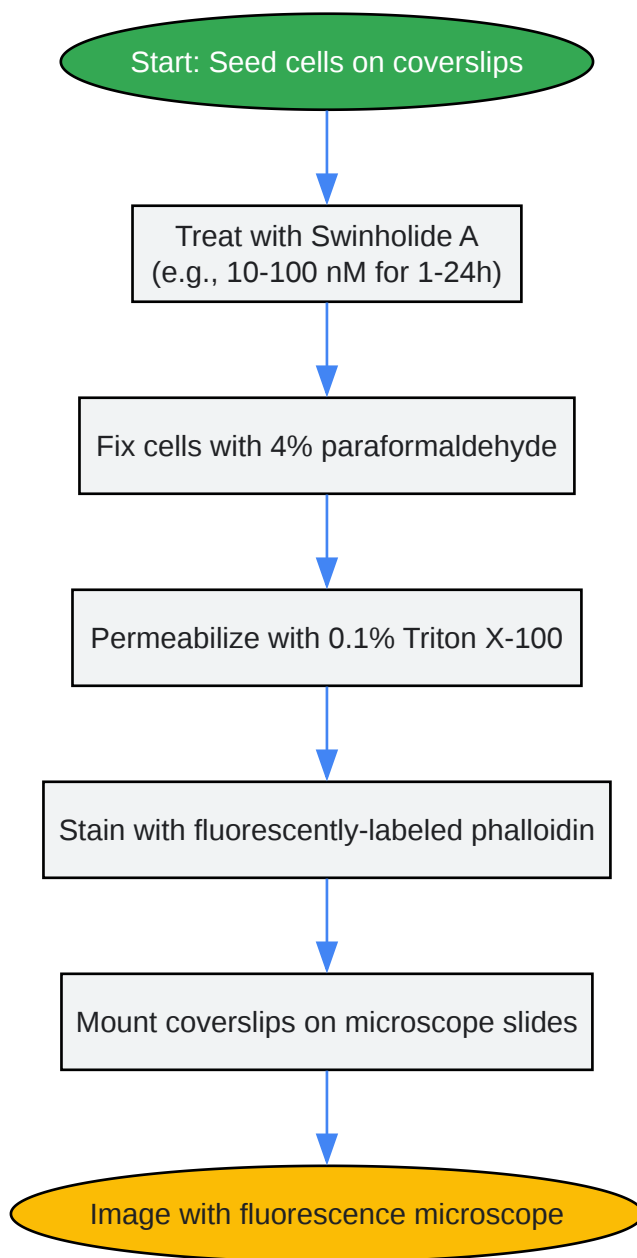 Start: Seed cells on coverslips
Treat with Swinholide A
(e.g., 10-100 nM for 1-24h)
Fix cells with 4% paraformaldehyde
Permeabilize with 0.1% Triton X-100
Stain with fluorescently-labeled phalloidin
Mount coverslips on microscope slides
Image with fluorescence microscope